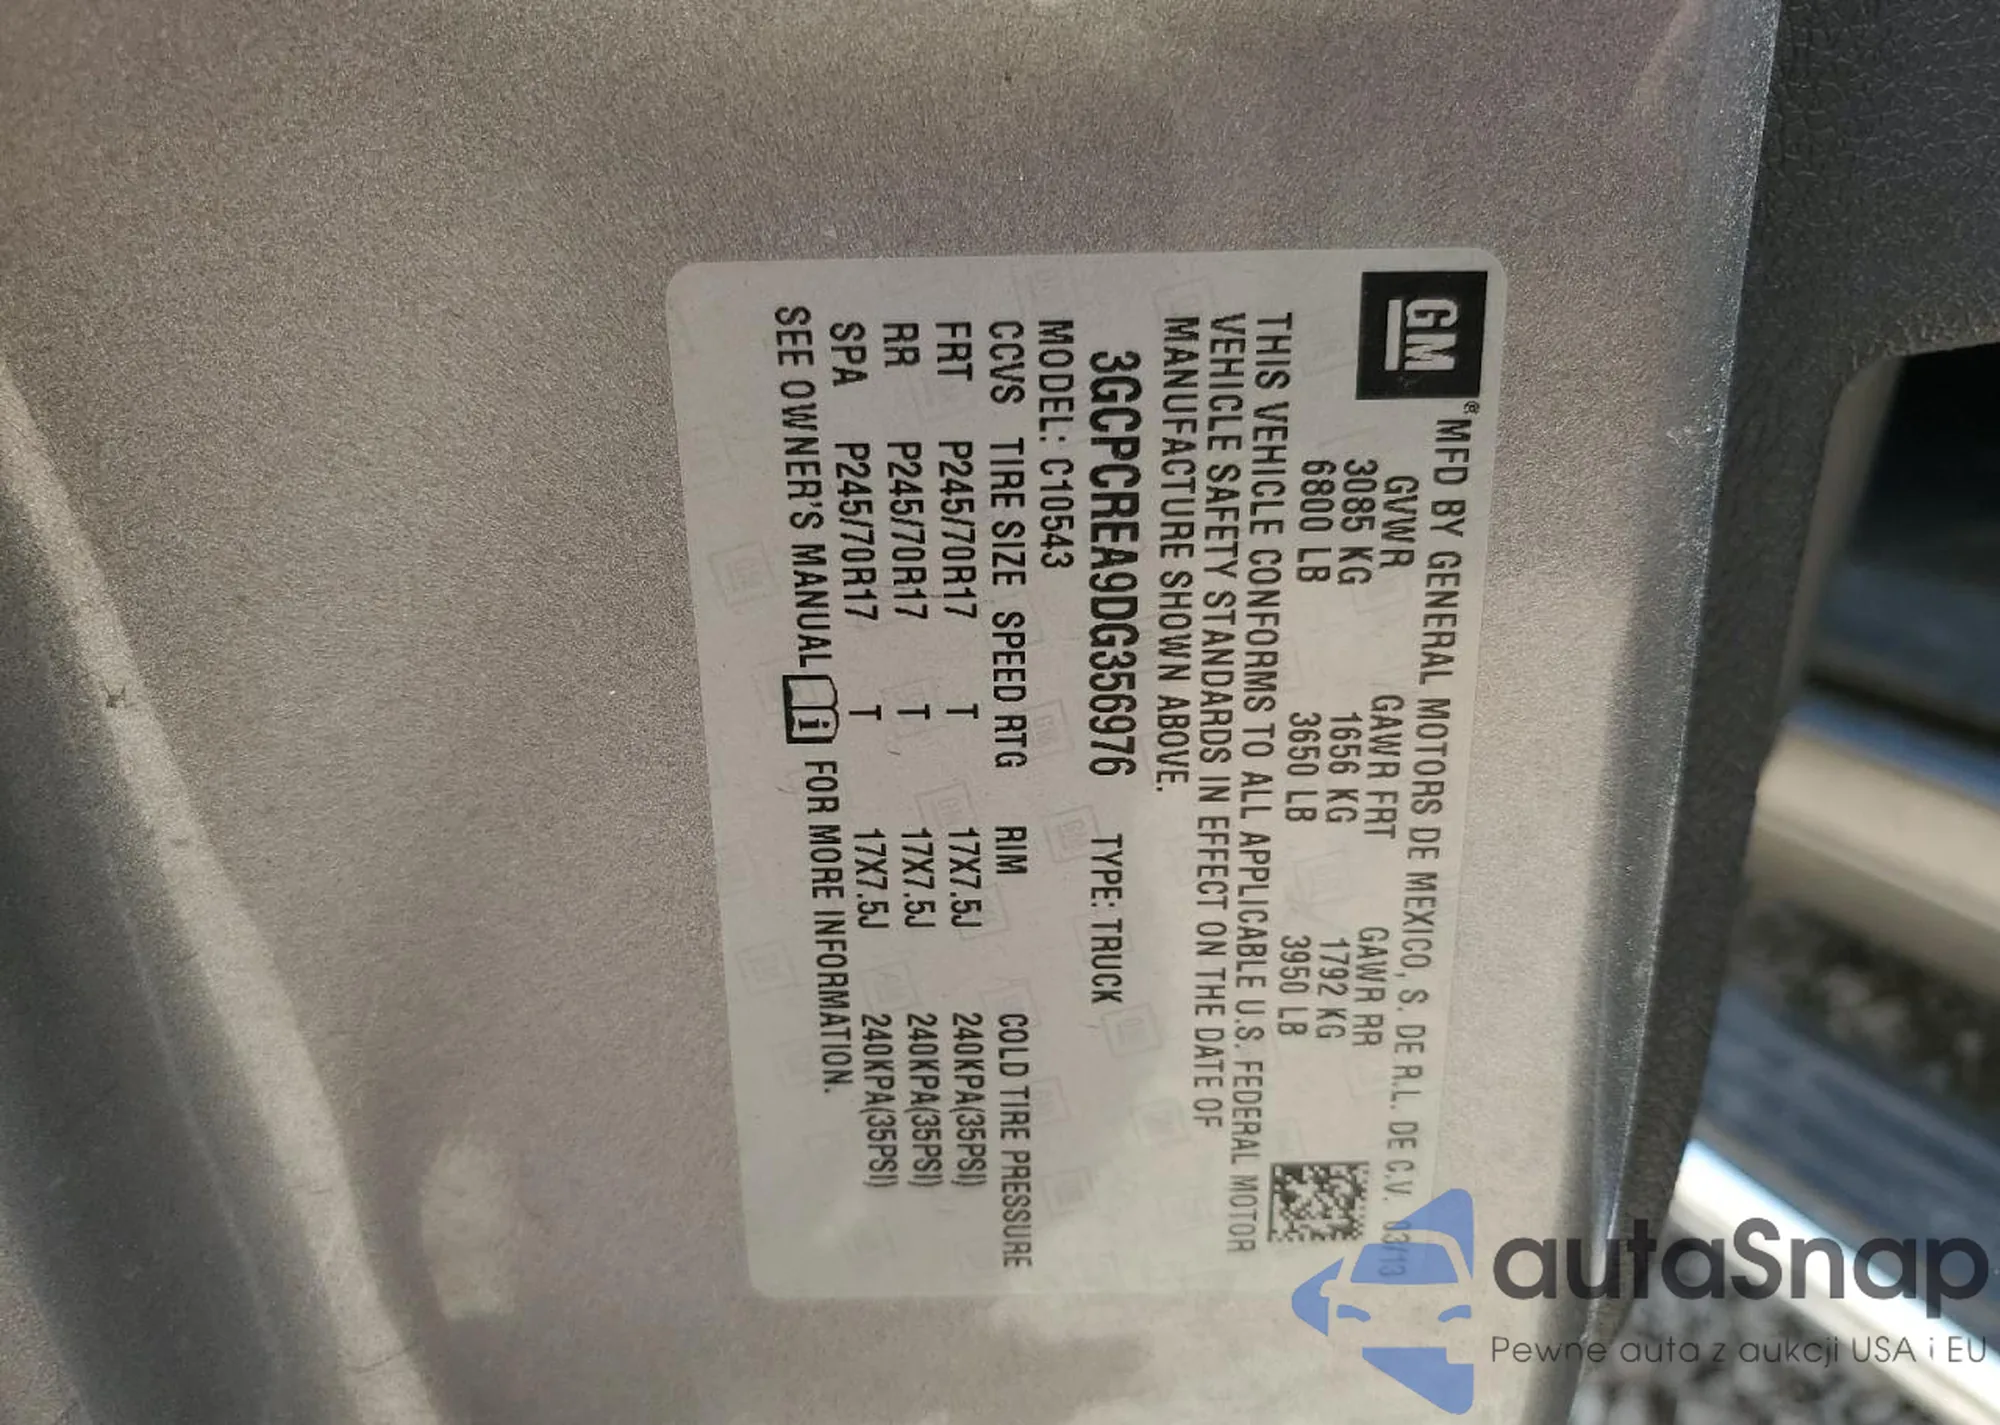 GM® MFD BY GENERAL MOTORS DE MEXICO, S. DE R.L. DE C.V. 03/13
GVWR GAWR FRT GAWR RR
3085 KG 1656 KG 1792 KG
6800 LB 3650 LB 3950 LB
THIS VEHICLE CONFORMS TO ALL APPLICABLE U.S. FEDERAL MOTOR
VEHICLE SAFETY STANDARDS IN EFFECT ON THE DATE OF
MANUFACTURE SHOWN ABOVE.
3GCPCREA9DG356976 TYPE: TRUCK
MODEL: C10543
CCVS TIRE SIZE SPEED RTG RIM COLD TIRE PRESSURE
FRT P245/70R17 T 17X7.5J 240KPA(35PSI)
RR P245/70R17 T 17X7.5J 240KPA(35PSI)
SPA P245/70R17 T 17X7.5J 240KPA(35PSI)
SEE OWNER'S MANUAL i FOR MORE INFORMATION.
autaSnap
Pewne auta z aukcji USA i EU